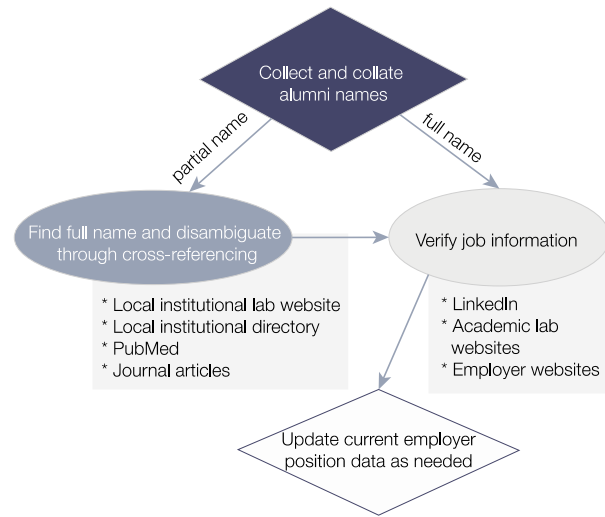 Collect and collate
alumni names
partial name
full name
Find full name and disambiguate
through cross-referencing
Verify job information
* Local institutional lab website
* Local institutional directory
* PubMed
* Journal articles
* LinkedIn
* Academic lab
websites
* Employer websites
Update current employer
position data as needed